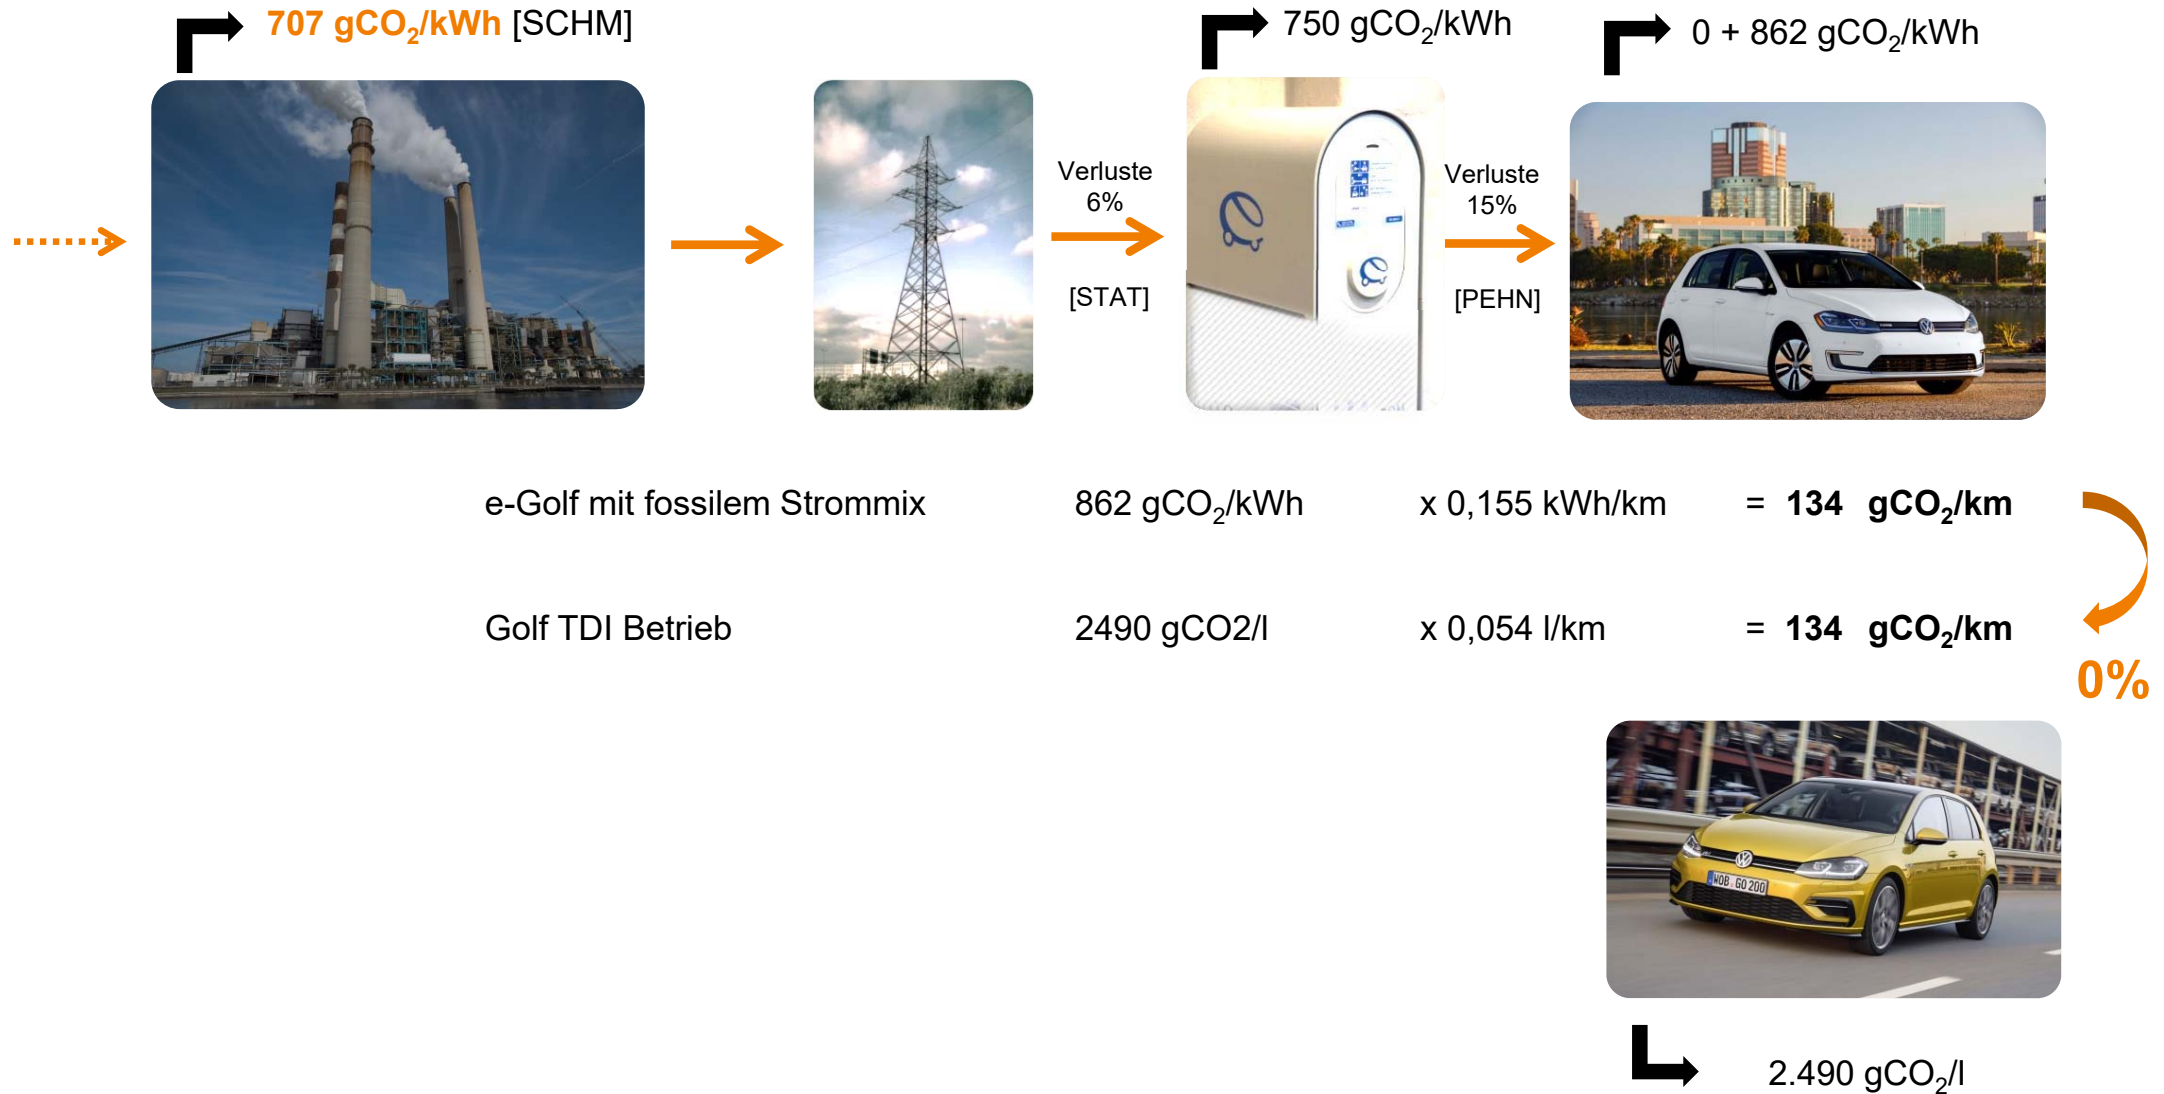 707 gCO₂/kWh [SCHM]
750 gCO₂/kWh
0 + 862 gCO₂/kWh
Verluste
6%
[STAT]
Verluste
15%
[PEHN]
e-Golf mit fossilem Strommix 862 gCO₂/kWh x 0,155 kWh/km = 134 gCO₂/km
Golf TDI Betrieb 2490 gCO2/l x 0,054 l/km = 134 gCO₂/km
0%
WOB GO 200
2.490 gCO₂/l